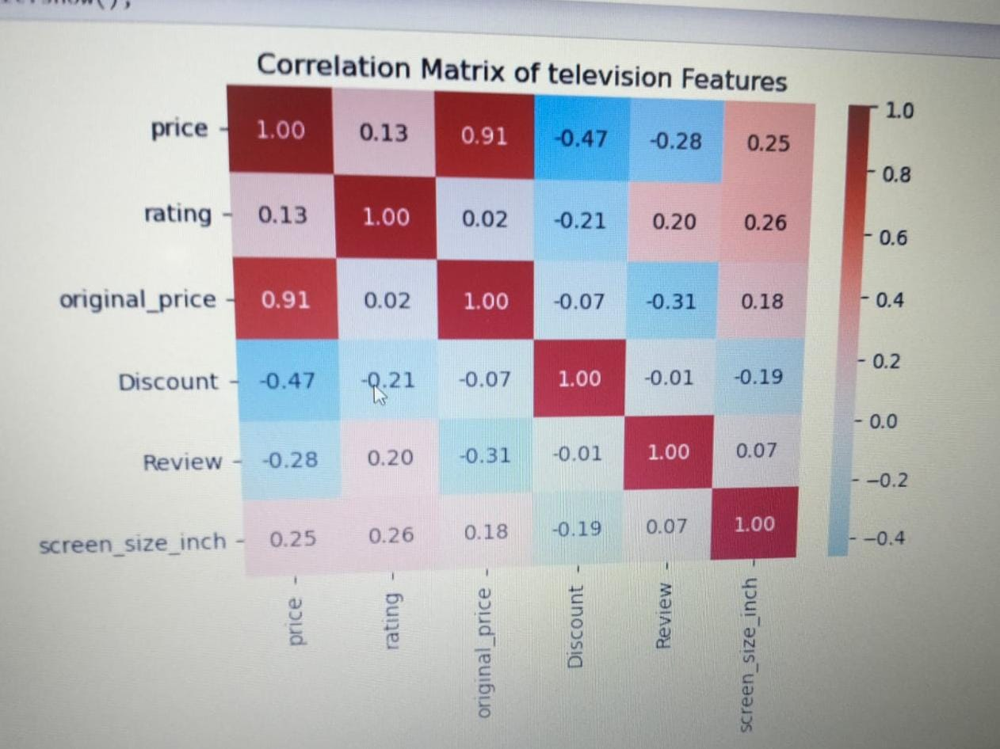 Correlation Matrix of television Features
price 1.00 0.13 0.91 -0.47 -0.28 0.25
rating 0.13 1.00 0.02 -0.21 0.20 0.26
original_price 0.91 0.02 1.00 -0.07 -0.31 0.18
Discount -0.47 -0.21 -0.07 1.00 -0.01 -0.19
Review -0.28 0.20 -0.31 -0.01 1.00 0.07
screen_size_inch 0.25 0.26 0.18 -0.19 0.07 1.00
price rating original_price Discount Review screen_size_inch
1.0
0.8
0.6
0.4
0.2
0.0
−0.2
−0.4